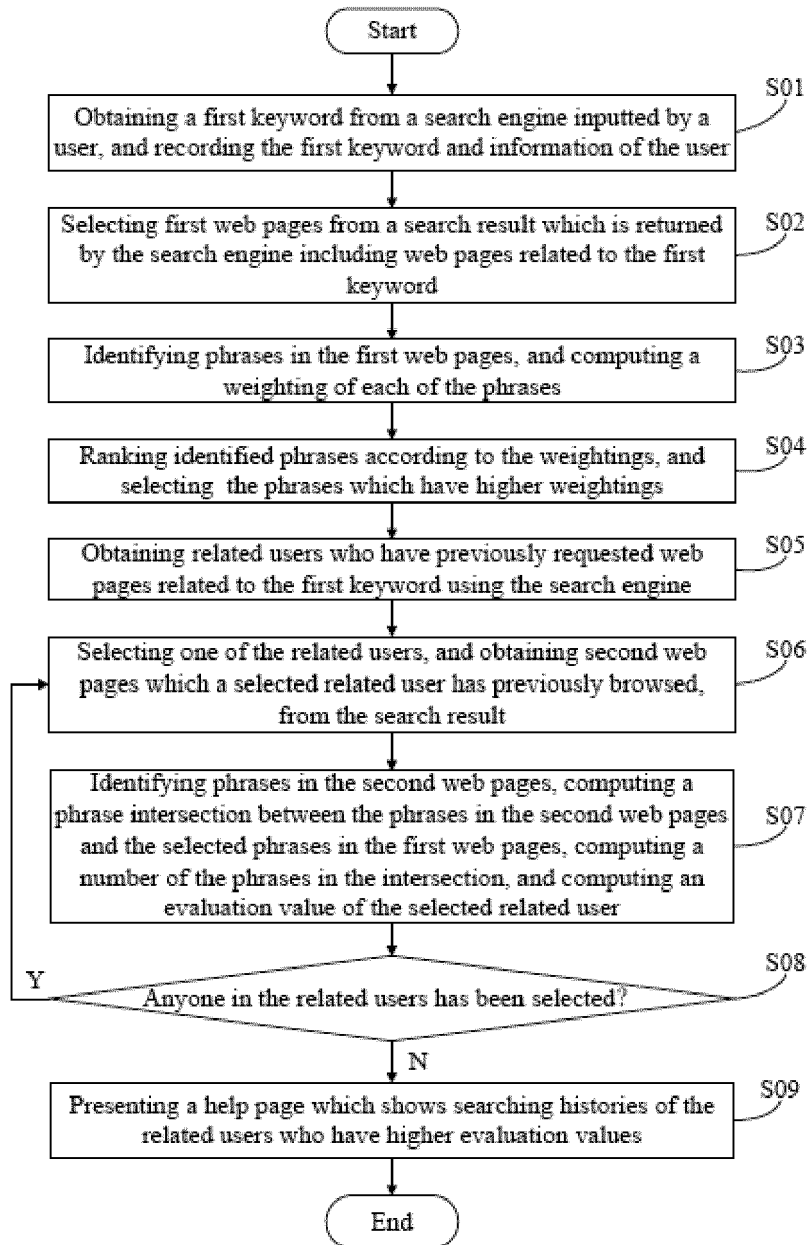 Start
S01
Obtaining a first keyword from a search engine inputted by a
user, and recording the first keyword and information of the user
S02
Selecting first web pages from a search result which is returned
by the search engine including web pages related to the first
keyword
S03
Identifying phrases in the first web pages, and computing a
weighting of each of the phrases
S04
Ranking identified phrases according to the weightings, and
selecting the phrases which have higher weightings
S05
Obtaining related users who have previously requested web
pages related to the first keyword using the search engine
S06
Selecting one of the related users, and obtaining second web
pages which a selected related user has previously browsed,
from the search result
S07
Identifying phrases in the second web pages, computing a
phrase intersection between the phrases in the second web pages
and the selected phrases in the first web pages, computing a
number of the phrases in the intersection, and computing an
evaluation value of the selected related user
S08
Y
Anyone in the related users has been selected?
N
S09
Presenting a help page which shows searching histories of the
related users who have higher evaluation values
End